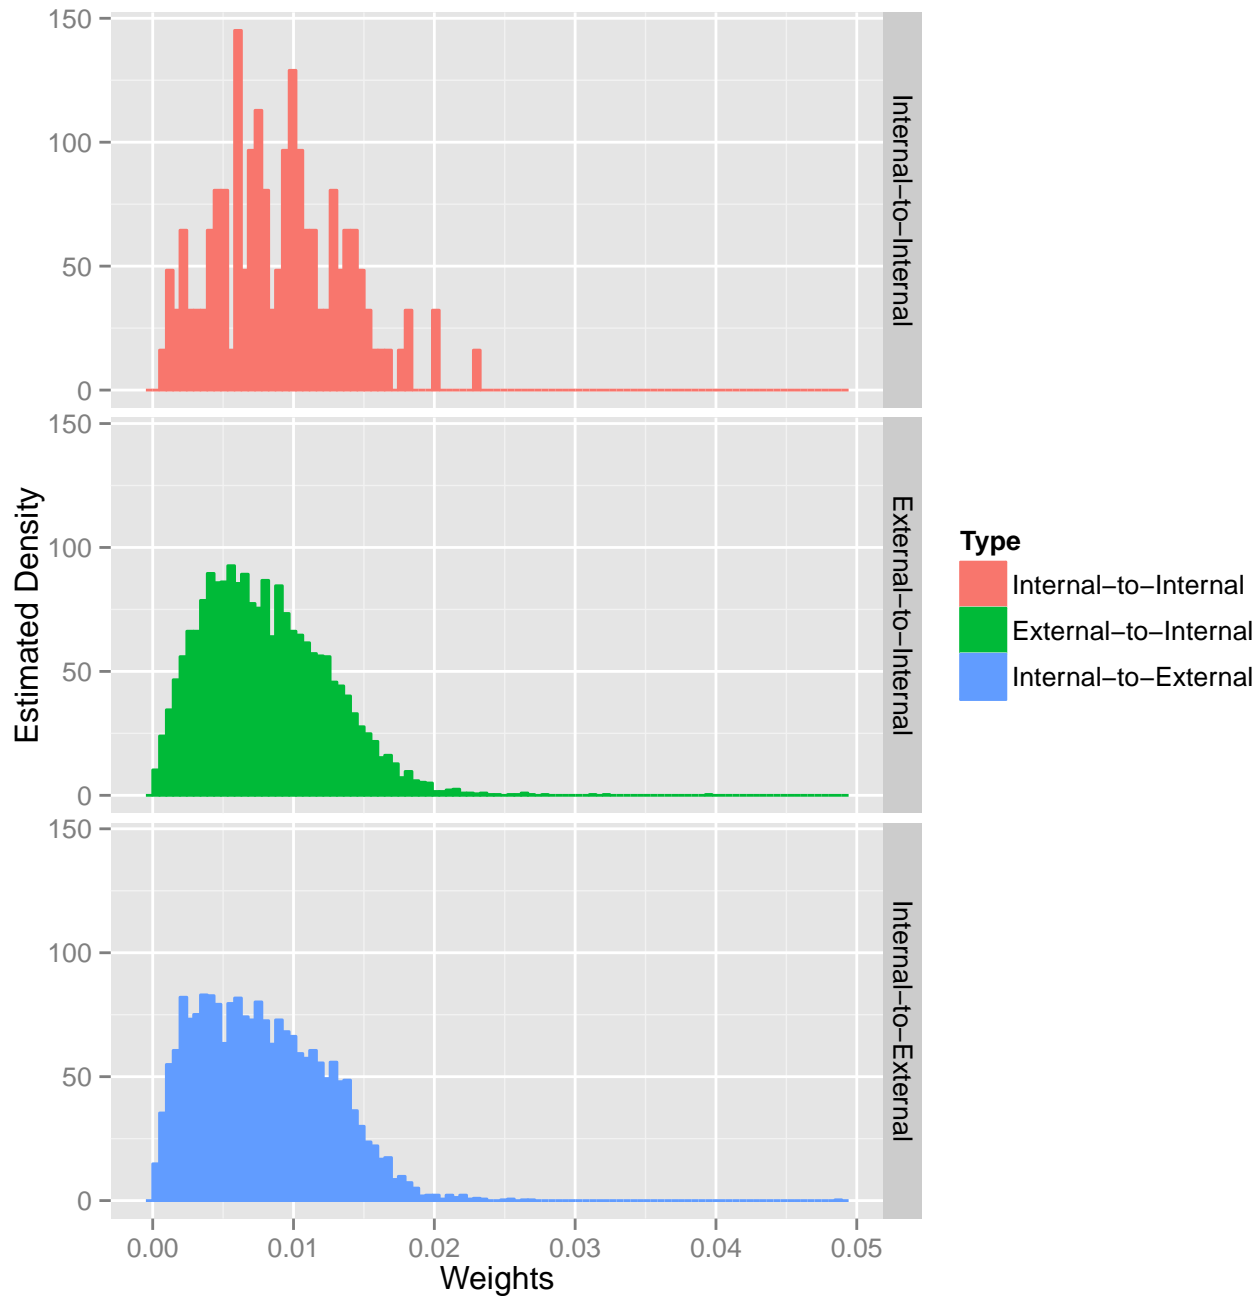 150
100
50
0
Internal-to-Internal
150
100
50
0
External-to-Internal
150
100
50
0
Internal-to-External
Estimated Density
0.00 0.01 0.02 0.03 0.04 0.05
Weights
Type
Internal-to-Internal
External-to-Internal
Internal-to-External